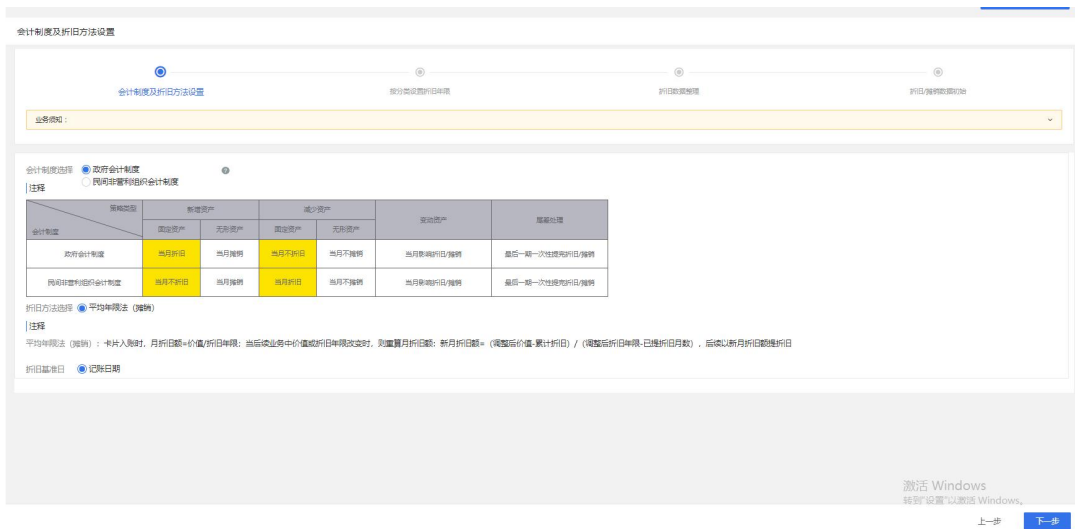 会计制度及折旧方法设置
会计制度及折旧方法设置
按分类设置折旧年限
折旧数据整理
折旧/摊销数据初始
业务须知：
会计制度选择 政府会计制度
民间非营利组织会计制度
注释
策略类型 新增资产 减少资产 变动资产 尾差处理
会计制度 固定资产 无形资产 固定资产 无形资产
政府会计制度 当月折旧 当月摊销 当月不折旧 当月不摊销 当月影响折旧/摊销 最后一期一次性提完折旧/摊销
民间非营利组织会计制度 当月不折旧 当月摊销 当月折旧 当月不摊销 当月影响折旧/摊销 最后一期一次性提完折旧/摊销
折旧方法选择 平均年限法（摊销）
注释
平均年限法（摊销）：卡片入账时，月折旧额=价值/折旧年限；当后续业务中价值或折旧年限改变时，则重算月折旧额：新月折旧额=（调整后价值-累计折旧）/（调整后折旧年限-已提折旧月数），后续以新月折旧额提折旧
折旧基准日 记账日期
激活 Windows
转到"设置"以激活 Windows。
上一步 下一步